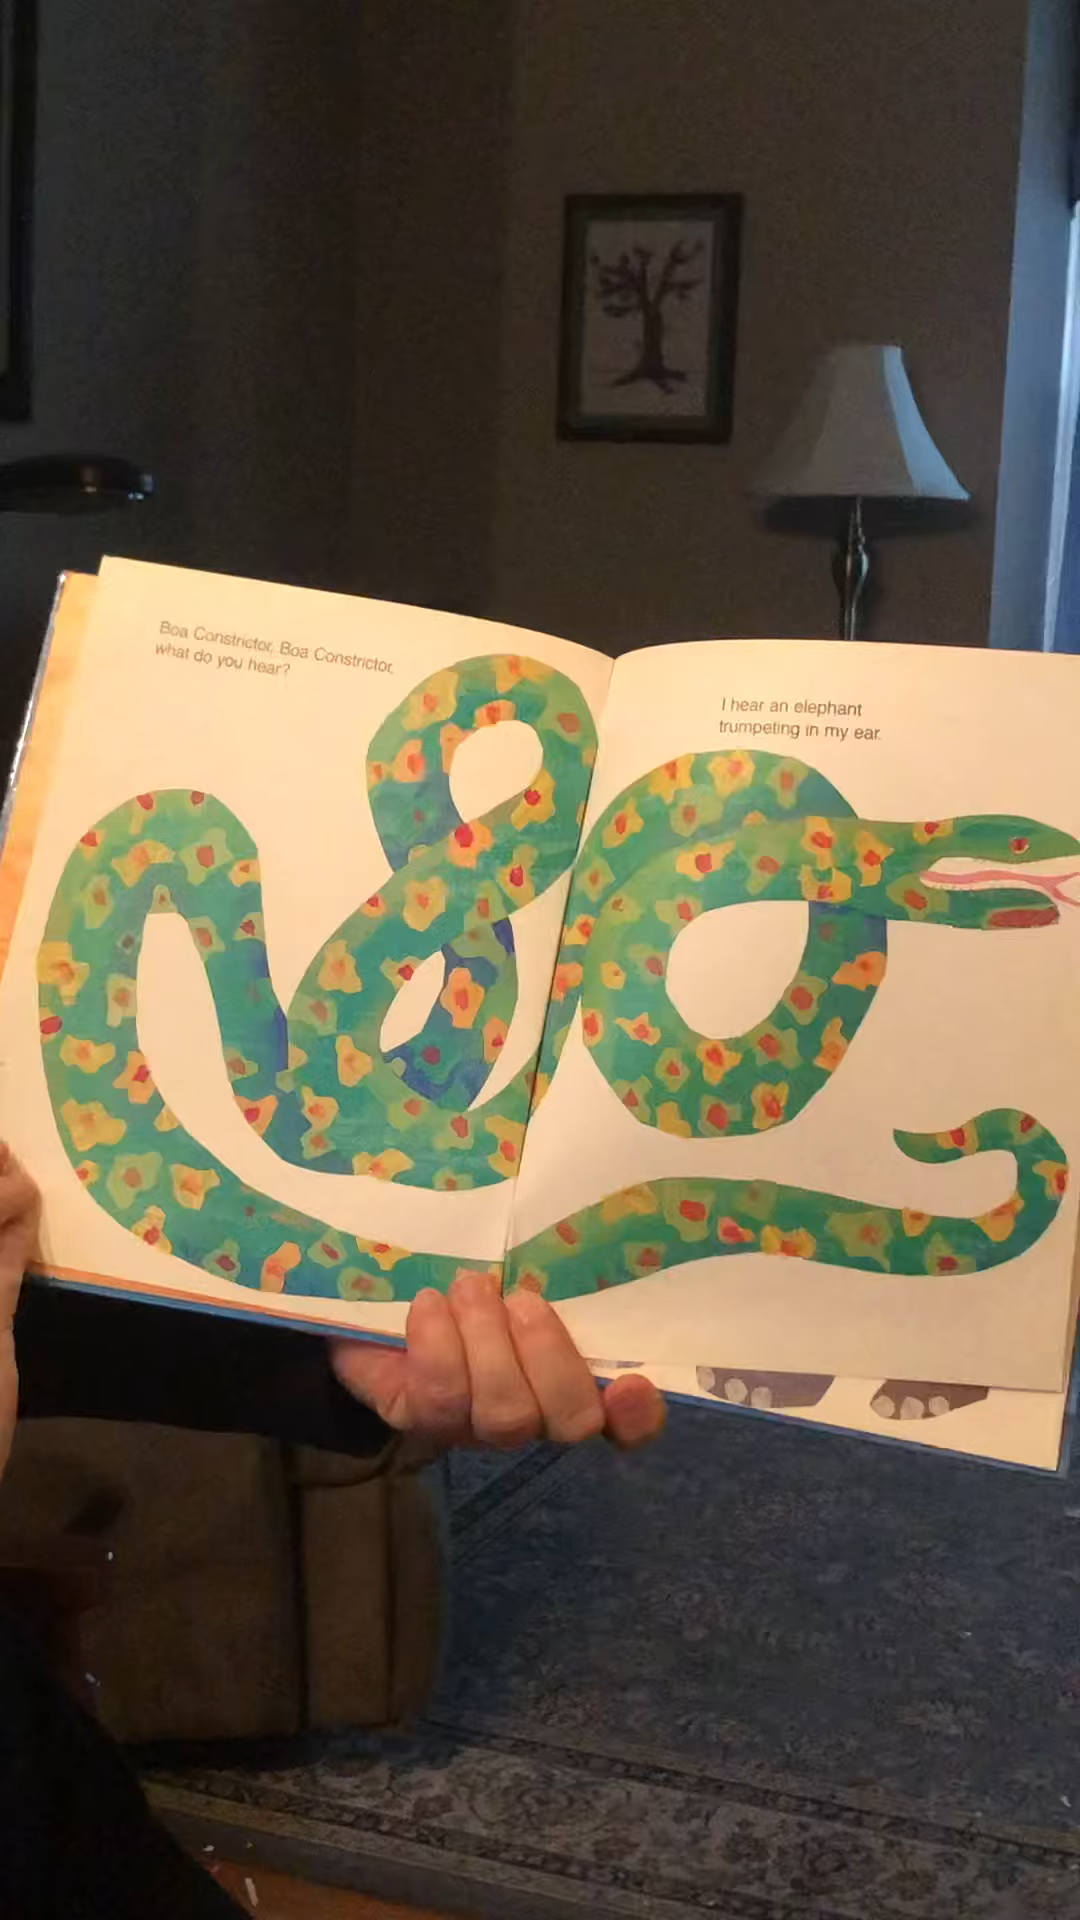 Boa Constrictor, Boa Constrictor,
what do you hear?
I hear an elephant
trumpeting in my ear.